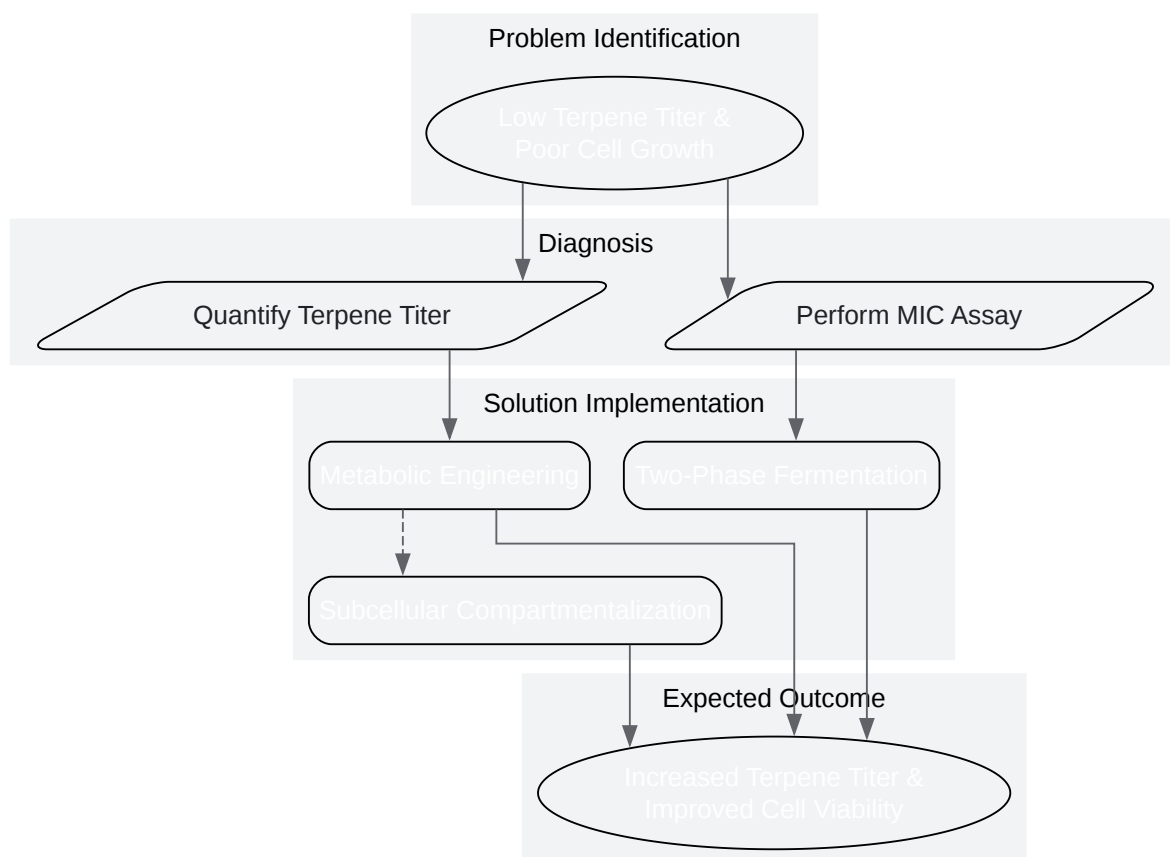 Problem Identification
Low Terpene Titer &
Poor Cell Growth
Diagnosis
Quantify Terpene Titer
Perform MIC Assay
Solution Implementation
Metabolic Engineering
Two-Phase Fermentation
Subcellular Compartmentalization
Expected Outcome
Increased Terpene Titer &
Improved Cell Viability